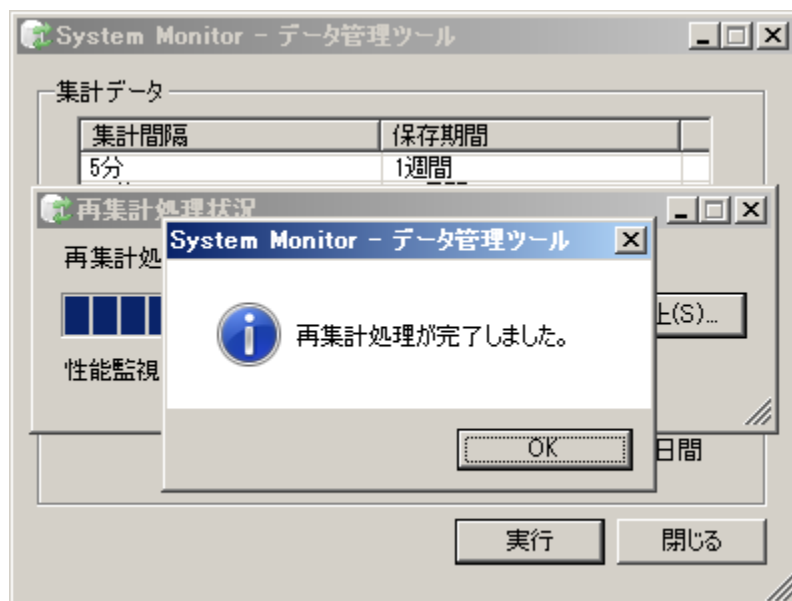 System Monitor - データ管理ツール
集計データ
集計間隔 保存期間
5分 1週間
再集計処理状況
再集計処
System Monitor - データ管理ツール
再集計処理が完了しました。
(S)...
性能監視
OK
日間
実行
閉じる